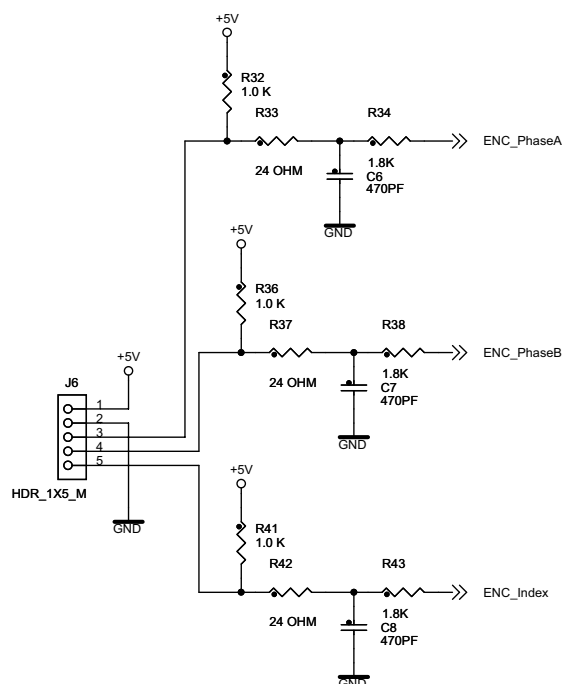 +5V
R32
1.0 K
R33
R34
ENC_PhaseA
24 OHM
1.8K
C6
470PF
GND
+5V
R36
1.0 K
R37
R38
ENC_PhaseB
24 OHM
1.8K
C7
470PF
GND
+5V
J6
1
2
3
4
5
HDR_1X5_M
GND
+5V
R41
1.0 K
R42
R43
ENC_Index
24 OHM
1.8K
C8
470PF
GND